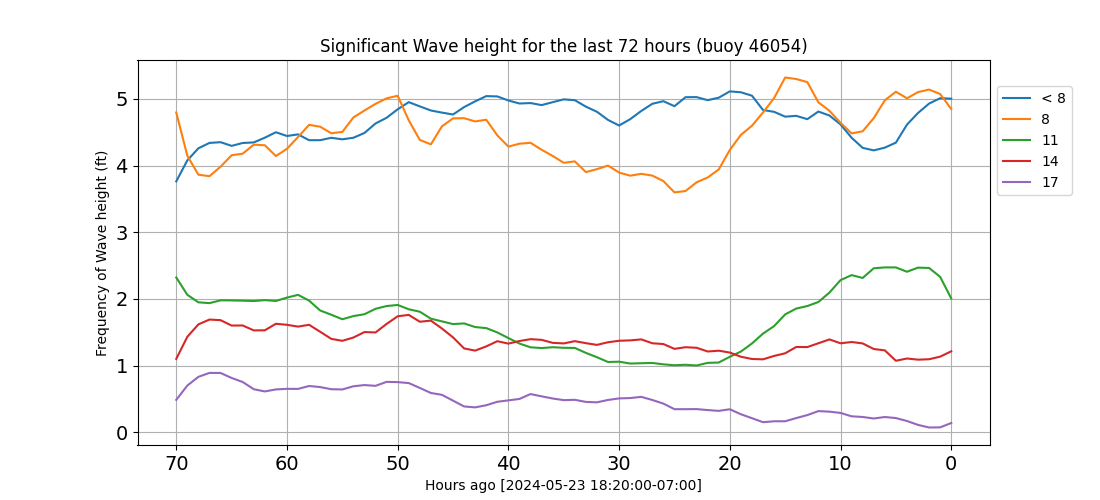 Significant Wave height for the last 72 hours (buoy 46054)
Frequency of Wave height (ft)
5
4
3
2
1
0
70 60 50 40 30 20 10 0
Hours ago [2024-05-23 18:20:00-07:00]
< 8
8
11
14
17